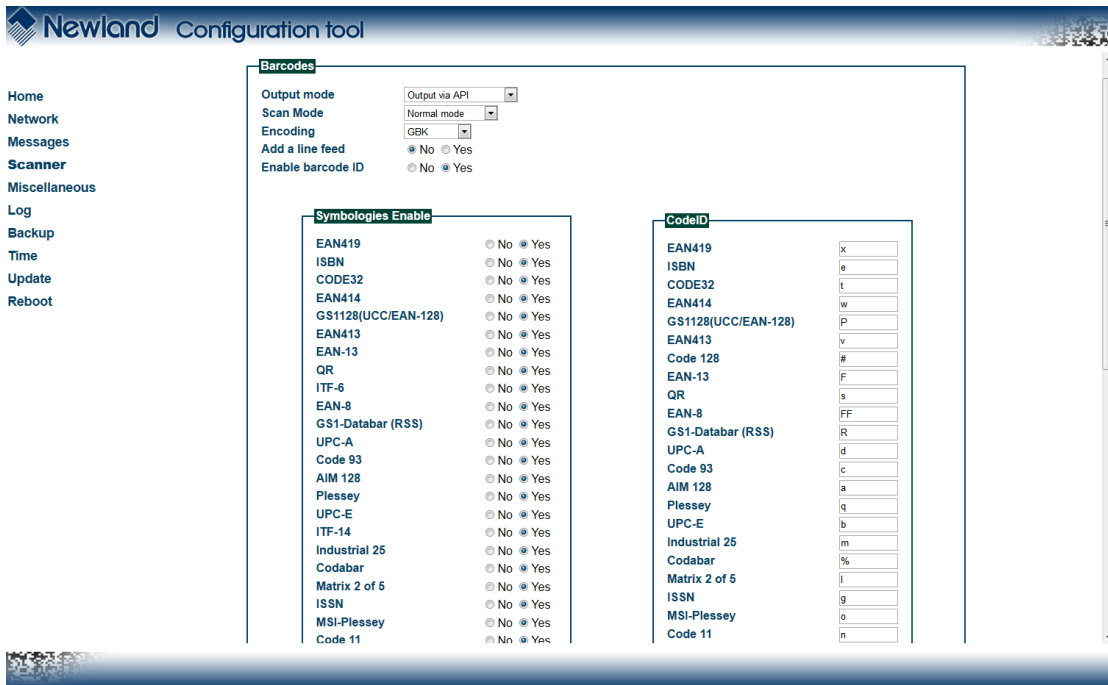 Newland Configuration tool
Home
Network
Messages
Scanner
Miscellaneous
Log
Backup
Time
Update
Reboot
Barcodes
Output mode Output via API
Scan Mode Normal mode
Encoding GBK
Add a line feed No Yes
Enable barcode ID No Yes
Symbologies Enable
EAN419 No Yes
ISBN No Yes
CODE32 No Yes
EAN414 No Yes
GS1128(UCC/EAN-128) No Yes
EAN413 No Yes
EAN-13 No Yes
QR No Yes
ITF-6 No Yes
EAN-8 No Yes
GS1-Databar (RSS) No Yes
UPC-A No Yes
Code 93 No Yes
AIM 128 No Yes
Plessey No Yes
UPC-E No Yes
ITF-14 No Yes
Industrial 25 No Yes
Codabar No Yes
Matrix 2 of 5 No Yes
ISSN No Yes
MSI-Plessey No Yes
Code 11 No Yes
CodeID
EAN419 x
ISBN e
CODE32 t
EAN414 w
GS1128(UCC/EAN-128) P
EAN413 v
Code 128 #
EAN-13 F
QR s
EAN-8 FF
GS1-Databar (RSS) R
UPC-A d
Code 93 c
AIM 128 a
Plessey q
UPC-E b
Industrial 25 m
Codabar %
Matrix 2 of 5 l
ISSN g
MSI-Plessey o
Code 11 n